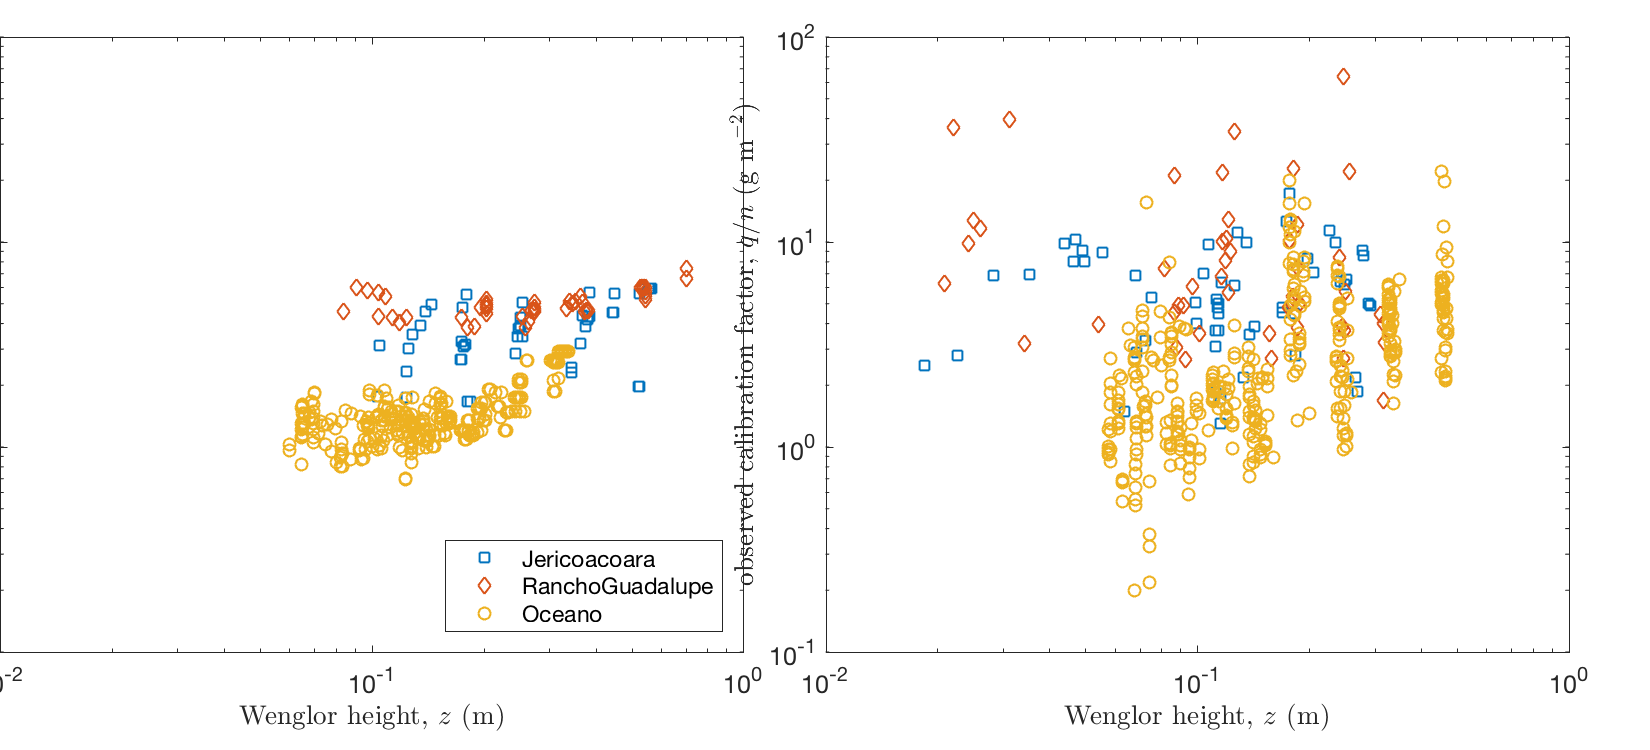 10^2
10^1
10^0
10^-1
observed calibration factor, q/n (g m^-2)
Jericoacoara
RanchoGuadalupe
Oceano
-2
10^-1
10^0
10^-2
10^-1
10^0
Wenglor height, z (m)
Wenglor height, z (m)